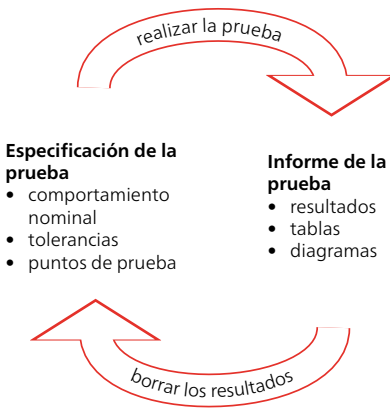 realizar la prueba
Especificación de la
prueba
• comportamiento
nominal
• tolerancias
• puntos de prueba
Informe de la
prueba
• resultados
• tablas
• diagramas
borrar los resultados